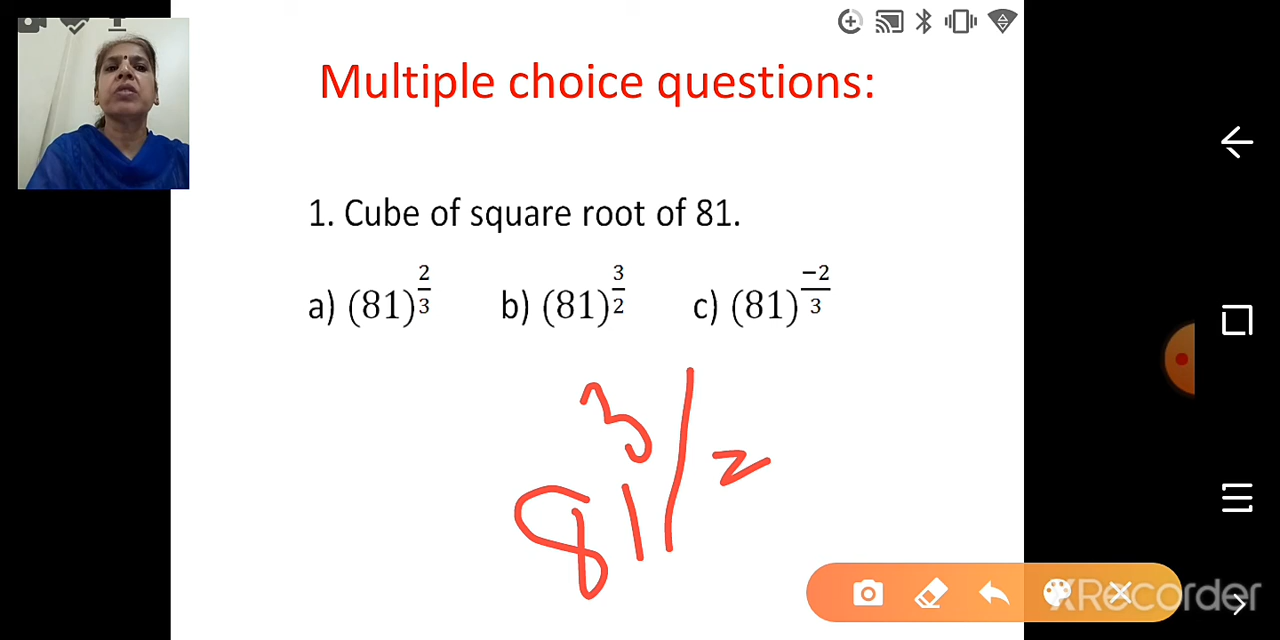 Multiple choice questions:
1. Cube of square root of 81.
a) (81)^{2/3} b) (81)^{3/2} c) (81)^{-2/3}
81^{3/2}
XRecorder